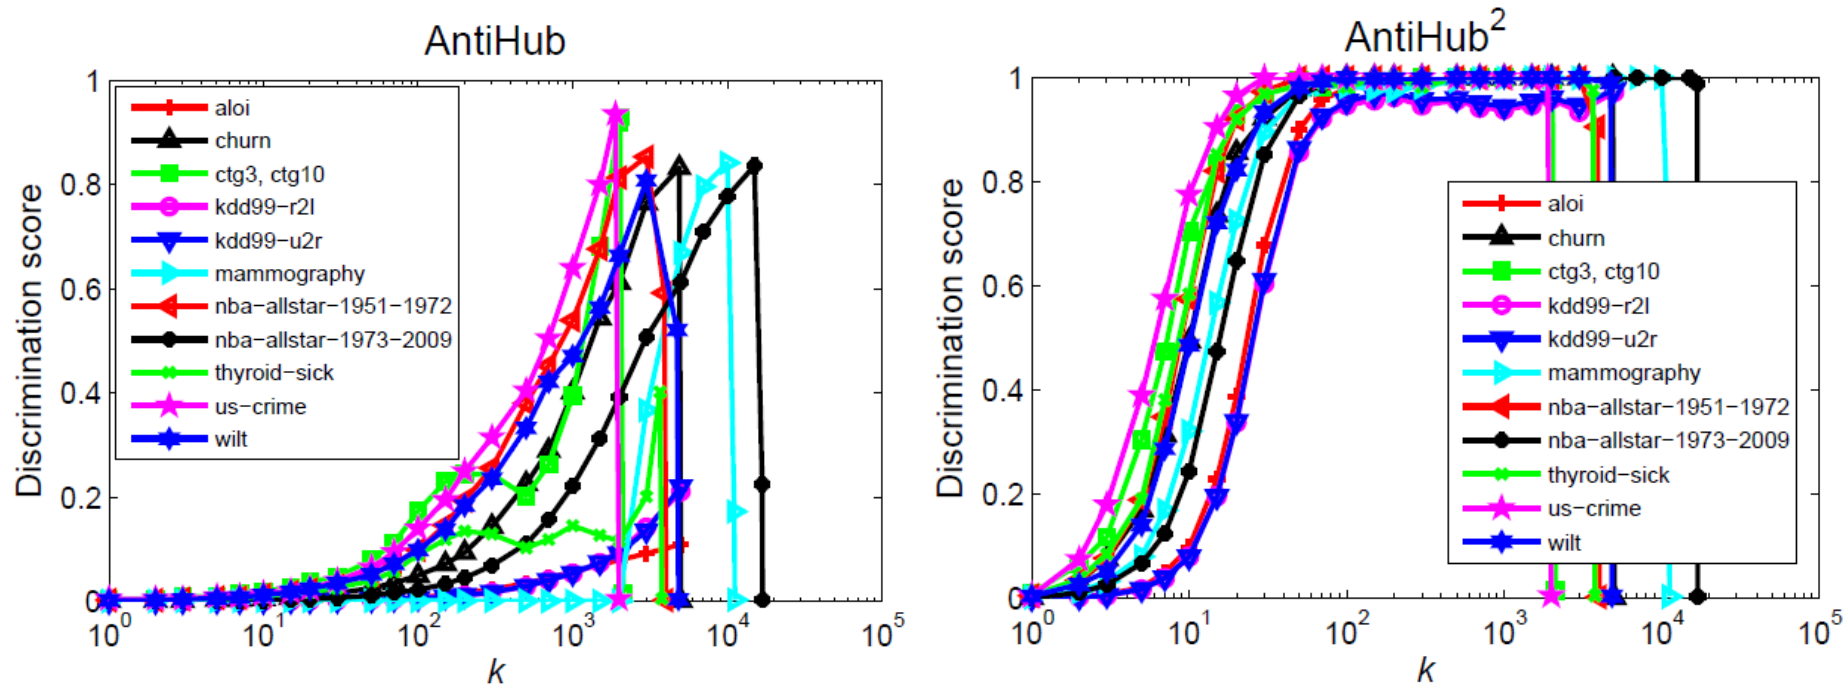 AntiHub
Discrimination score
1
0.8
0.6
0.4
0.2
0
10^0
10^1
10^2
10^3
10^4
10^5
k
aloi
churn
ctg3, ctg10
kdd99-r2l
kdd99-u2r
mammography
nba-allstar-1951-1972
nba-allstar-1973-2009
thyroid-sick
us-crime
wilt
AntiHub^2
Discrimination score
1
0.8
0.6
0.4
0.2
0
10^0
10^1
10^2
10^3
10^4
10^5
k
aloi
churn
ctg3, ctg10
kdd99-r2l
kdd99-u2r
mammography
nba-allstar-1951-1972
nba-allstar-1973-2009
thyroid-sick
us-crime
wilt